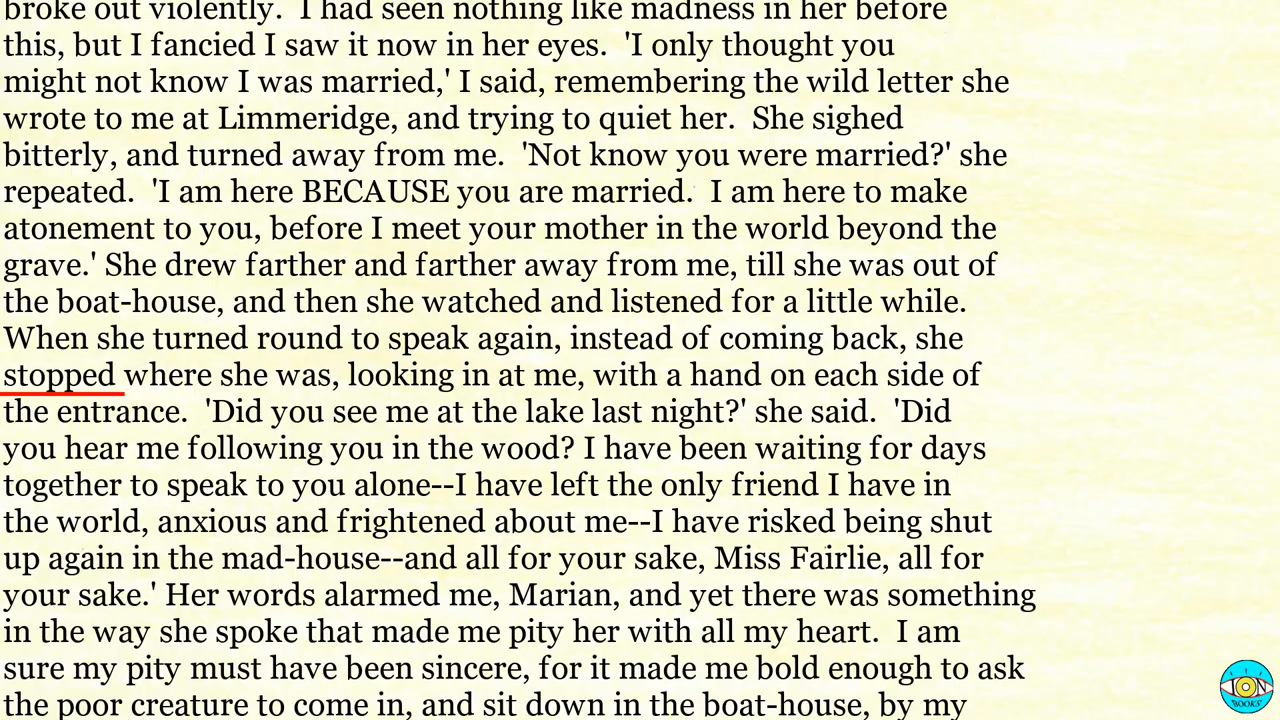 broke out violently.  I had seen nothing like madness in her before
this, but I fancied I saw it now in her eyes.  'I only thought you
might not know I was married,' I said, remembering the wild letter she
wrote to me at Limmeridge, and trying to quiet her.  She sighed
bitterly, and turned away from me.  'Not know you were married?' she
repeated.  'I am here BECAUSE you are married.  I am here to make
atonement to you, before I meet your mother in the world beyond the
grave.' She drew farther and farther away from me, till she was out of
the boat-house, and then she watched and listened for a little while.
When she turned round to speak again, instead of coming back, she
stopped where she was, looking in at me, with a hand on each side of
the entrance.  'Did you see me at the lake last night?' she said.  'Did
you hear me following you in the wood? I have been waiting for days
together to speak to you alone--I have left the only friend I have in
the world, anxious and frightened about me--I have risked being shut
up again in the mad-house--and all for your sake, Miss Fairlie, all for
your sake.' Her words alarmed me, Marian, and yet there was something
in the way she spoke that made me pity her with all my heart.  I am
sure my pity must have been sincere, for it made me bold enough to ask
the poor creature to come in, and sit down in the boat-house, by my
ION
BOOKS